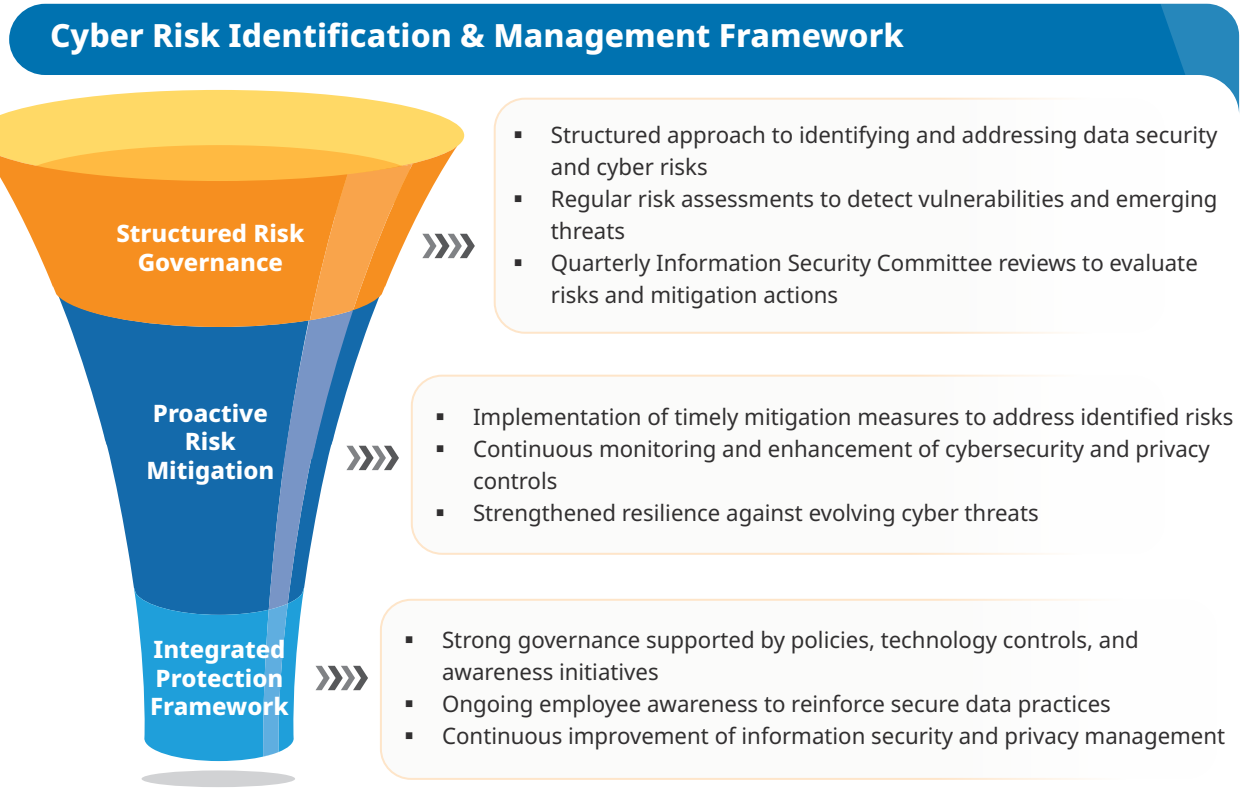 Cyber Risk Identification & Management Framework
Structured Risk
Governance
▪ Structured approach to identifying and addressing data security
and cyber risks
▪ Regular risk assessments to detect vulnerabilities and emerging
threats
▪ Quarterly Information Security Committee reviews to evaluate
risks and mitigation actions
Proactive
Risk
Mitigation
▪ Implementation of timely mitigation measures to address identified risks
▪ Continuous monitoring and enhancement of cybersecurity and privacy
controls
▪ Strengthened resilience against evolving cyber threats
Integrated
Protection
Framework
▪ Strong governance supported by policies, technology controls, and
awareness initiatives
▪ Ongoing employee awareness to reinforce secure data practices
▪ Continuous improvement of information security and privacy management